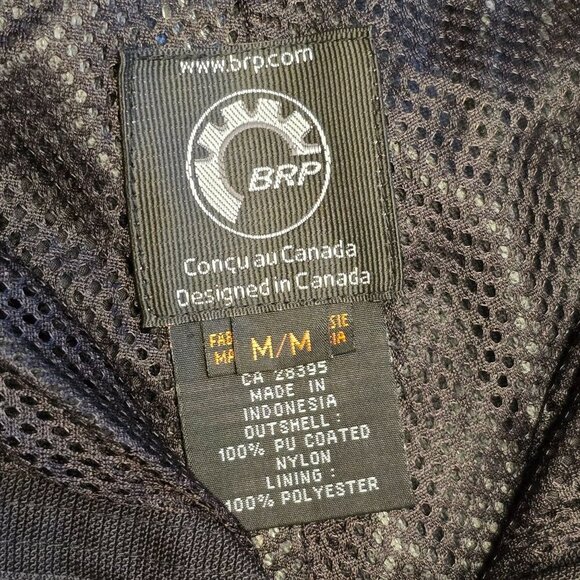 www.brp.com
BRP
Conçu au Canada
Designed in Canada
M/M
CA 28395
MADE IN
INDONESIA
OUTSHELL :
100% PU COATED
NYLON
LINING :
100% POLYESTER